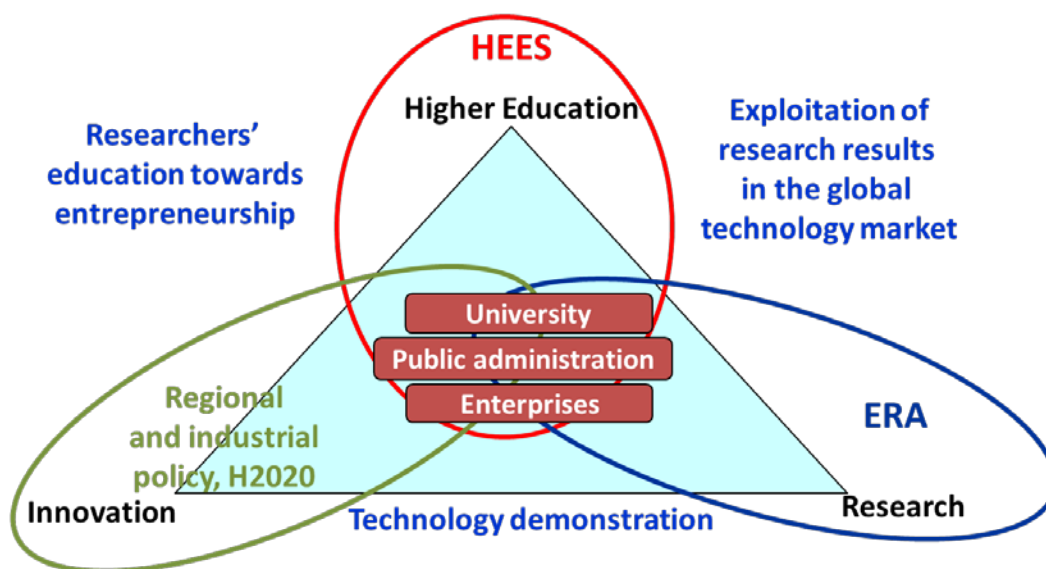 HEES
Higher Education
Researchers’
education towards
entrepreneurship
Exploitation of
research results
in the global
technology market
University
Public administration
Enterprises
Regional
and industrial
policy, H2020
ERA
Innovation
Technology demonstration
Research